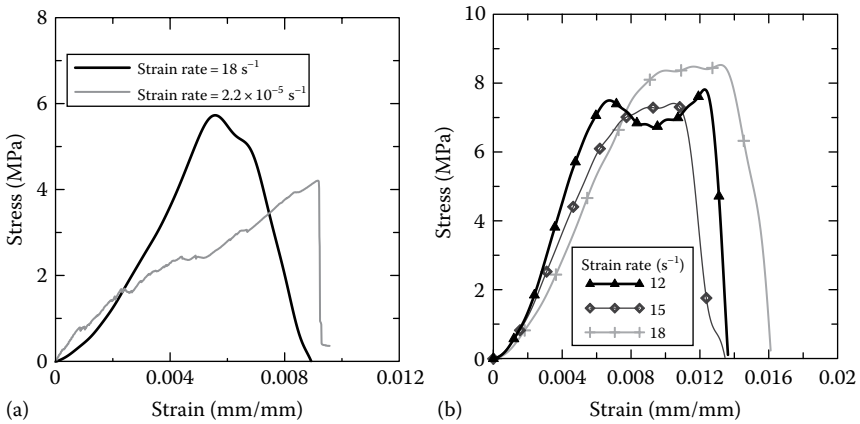 8
6
4
2
0
Stress (MPa)
Strain rate = 18 s⁻¹
Strain rate = 2.2 × 10⁻⁵ s⁻¹
0 0.004 0.008 0.012
Strain (mm/mm)
(a)
10
8
6
4
2
0
Stress (MPa)
Strain rate (s⁻¹)
12
15
18
0.000 0.004 0.008 0.012 0.016 0.02
Strain (mm/mm)
(b)